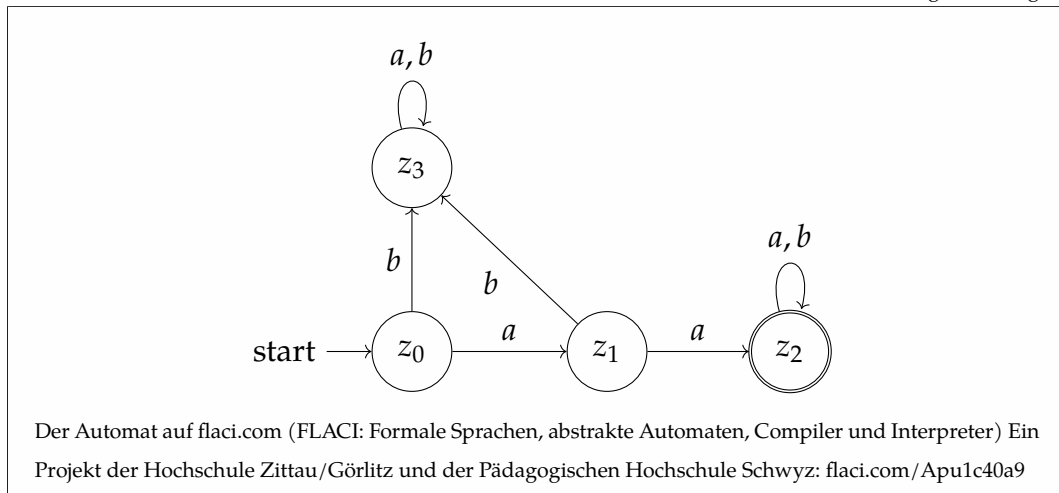 a, b
z3
a, b
b
b
start
z0
a
z1
a
z2
Der Automat auf flaci.com (FLACI: Formale Sprachen, abstrakte Automaten, Compiler und Interpreter) Ein
Projekt der Hochschule Zittau/Görlitz und der Pädagogischen Hochschule Schwyz: flaci.com/Apu1c40a9